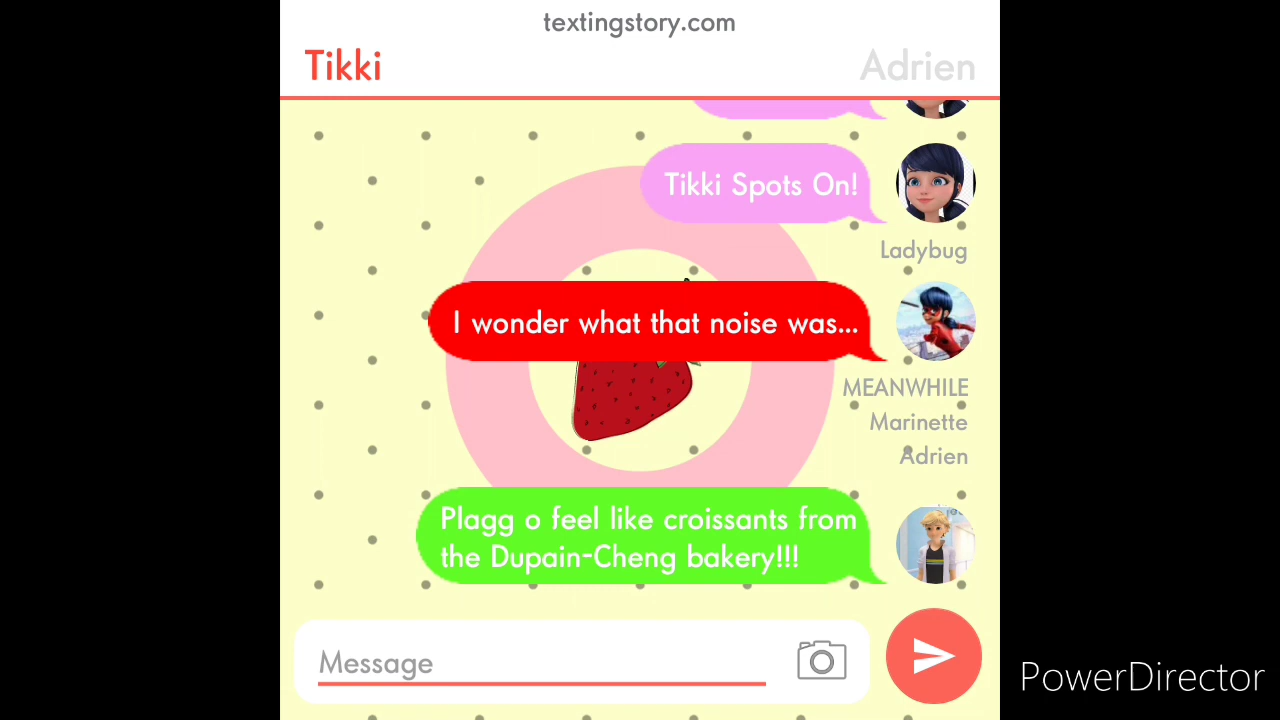 textingstory.com
Tikki
Adrien
Tikki Spots On!
Ladybug
I wonder what that noise was...
MEANWHILE
Marinette
Adrien
Plagg o feel like croissants from
the Dupain-Cheng bakery!!!
Message
PowerDirector